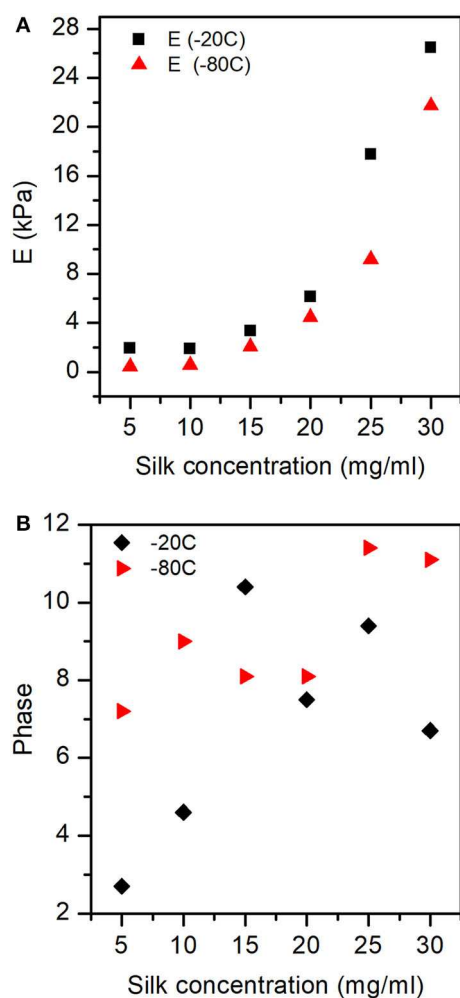 A
E (-20C)
E (-80C)
28
24
20
16
12
8
4
0
E (kPa)
5 10 15 20 25 30
Silk concentration (mg/ml)
B
-20C
-80C
12
10
8
6
4
2
Phase
5 10 15 20 25 30
Silk concentration (mg/ml)